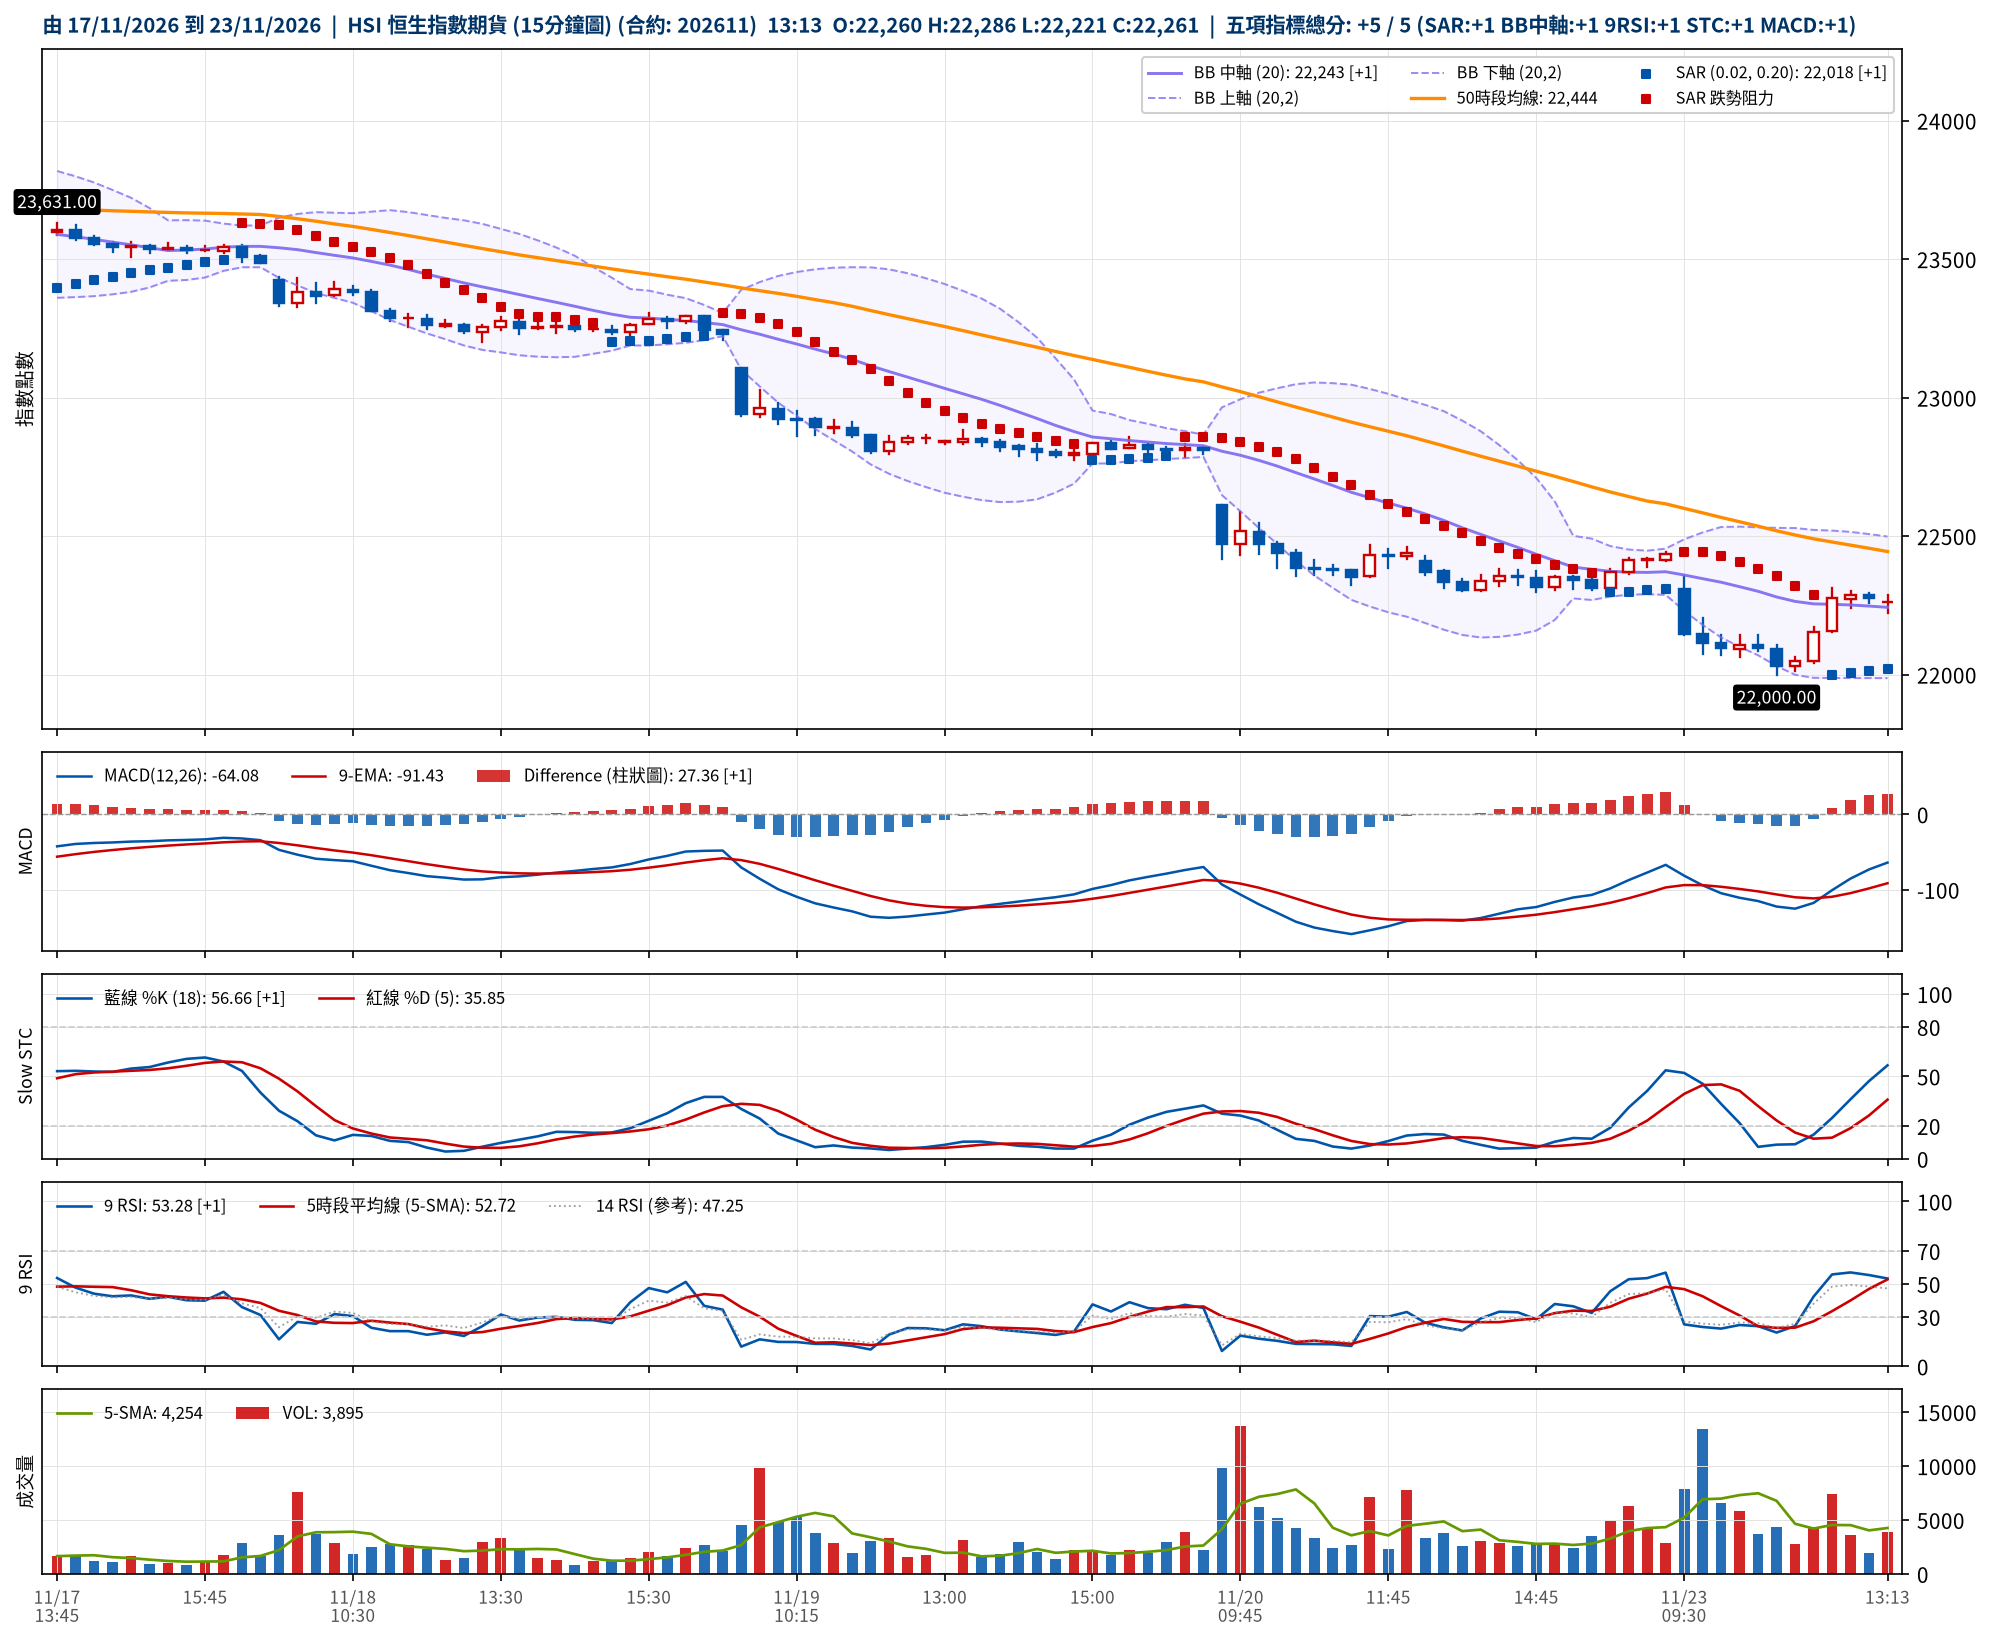 由 17/11/2026 到 23/11/2026 | HSI 恒生指數期貨 (15分鐘圖) (合約: 202611) 13:13 O:22,260 H:22,286 L:22,221 C:22,261 | 五項指標總分: +5 / 5 (SAR:+1 BB中軸:+1 9RSI:+1 STC:+1 MACD:+1)
BB 中軸 (20): 22,243 [+1]
BB 上軸 (20,2)
BB 下軸 (20,2)
50時段均線: 22,444
SAR (0.02, 0.20): 22,018 [+1]
SAR 跌勢阻力
23,631.00
22,000.00
指數點數
24000
23500
23000
22500
22000
MACD(12,26): -64.08
9-EMA: -91.43
Difference (柱狀圖): 27.36 [+1]
MACD
0
-100
藍線 %K (18): 56.66 [+1]
紅線 %D (5): 35.85
Slow STC
100
80
50
20
0
9 RSI: 53.28 [+1]
5時段平均線 (5-SMA): 52.72
14 RSI (參考): 47.25
9 RSI
100
70
50
30
0
5-SMA: 4,254
VOL: 3,895
成交量
15000
10000
5000
0
11/17
13:45
15:45
11/18
10:30
13:30
15:30
11/19
10:15
13:00
15:00
11/20
09:45
11:45
14:45
11/23
09:30
13:13